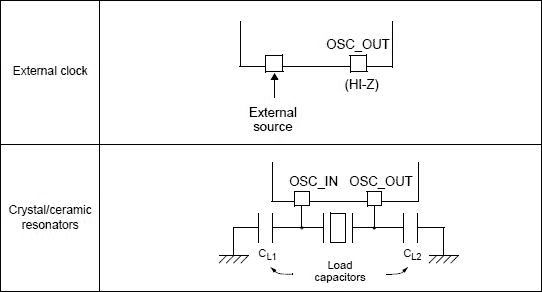 External clock
OSC_OUT
(HI-Z)
External
source
Crystal/ceramic
resonators
OSC_IN OSC_OUT
CL1
Load
capacitors
CL2